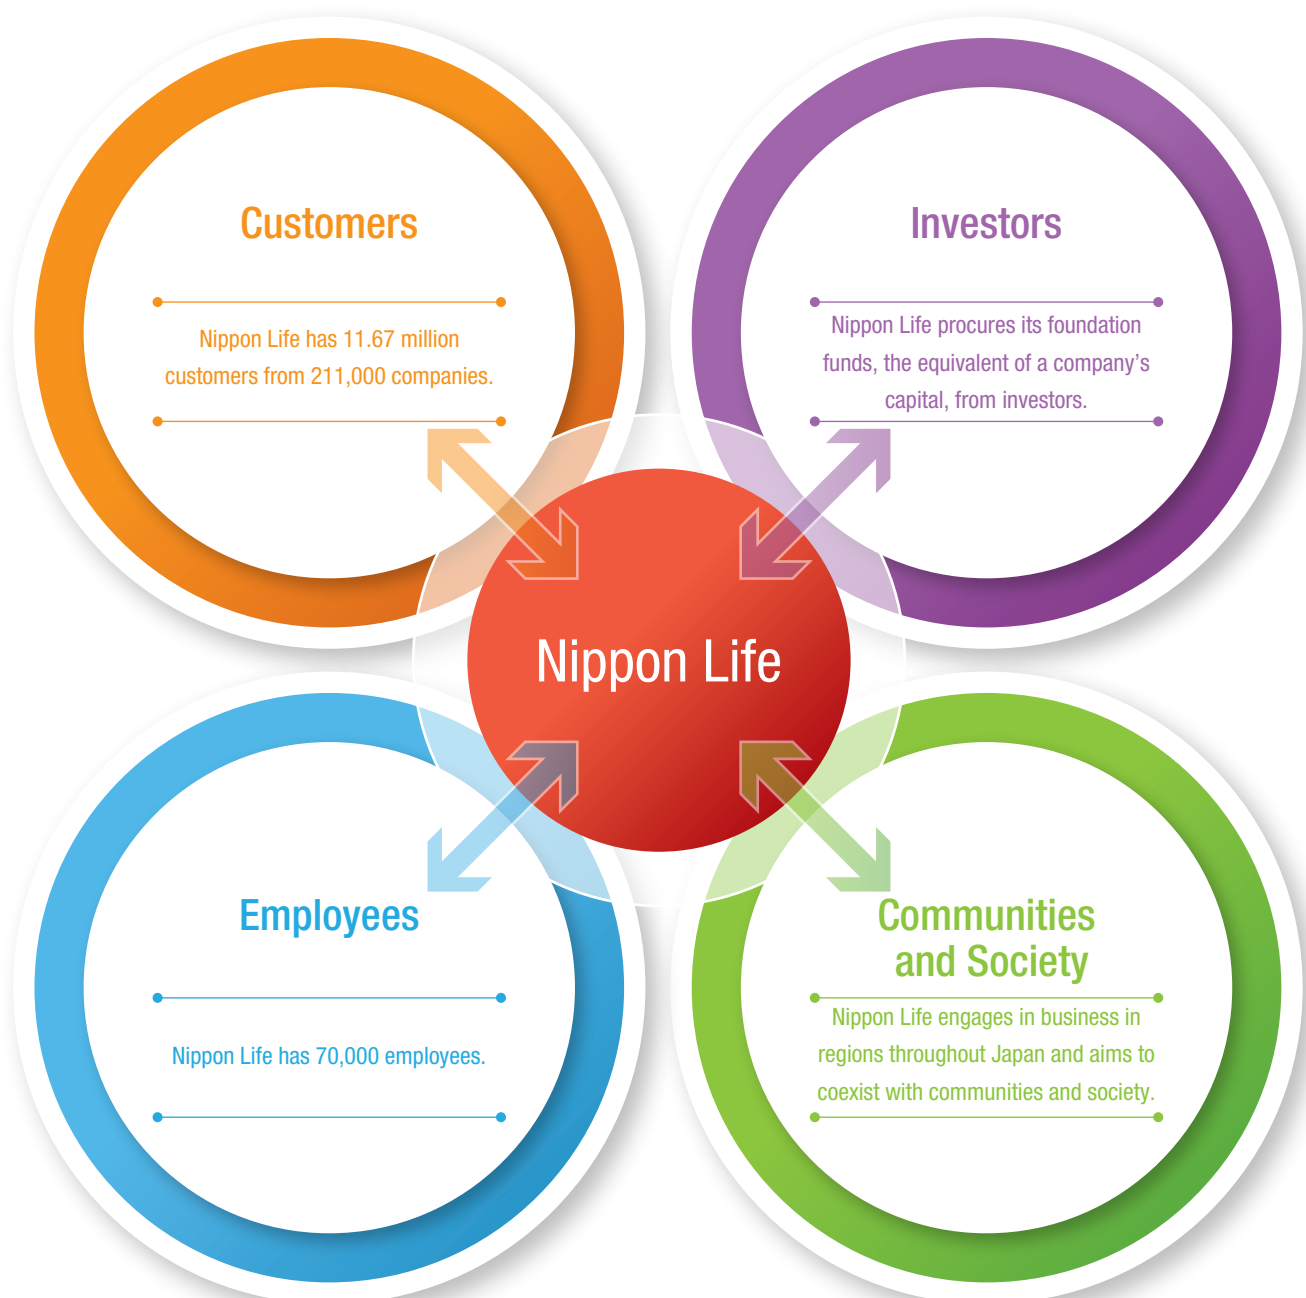 Customers
Nippon Life has 11.67 million
customers from 211,000 companies.
Investors
Nippon Life procures its foundation
funds, the equivalent of a company’s
capital, from investors.
Nippon Life
Employees
Nippon Life has 70,000 employees.
Communities
and Society
Nippon Life engages in business in
regions throughout Japan and aims to
coexist with communities and society.